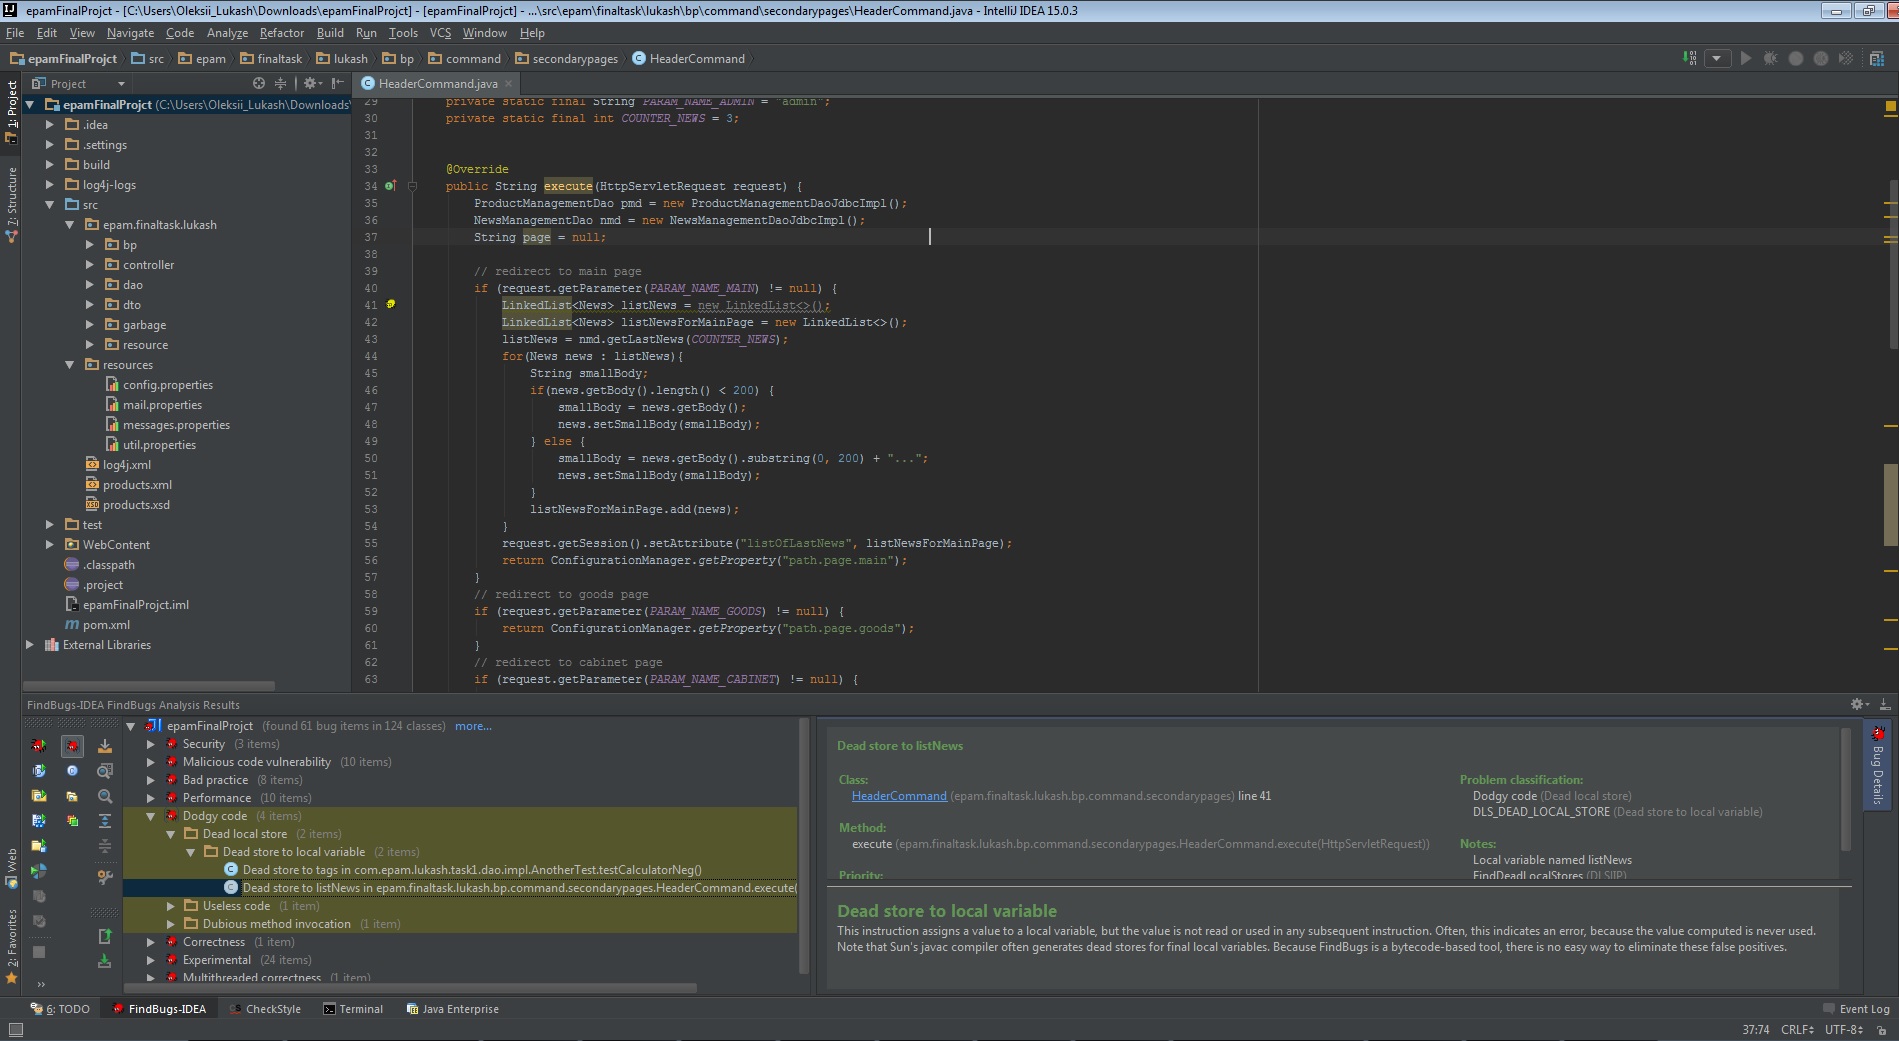 epamFinalProjct - [C:\Users\Oleksii_Lukash\Downloads\epamFinalProjct] - [epamFinalProjct] - ...\src\epam\finaltask\lukash\bp\command\secondarypages\HeaderCommand.java - IntelliJ IDEA 15.0.3
File Edit View Navigate Code Analyze Refactor Build Run Tools VCS Window Help
epamFinalProjct src epam finaltask lukash bp command secondarypages HeaderCommand
Project
HeaderCommand.java
1: Project
7: Structure
Web
2: Favorites
epamFinalProjct (C:\Users\Oleksii_Lukash\Downloads\
.idea
.settings
build
log4j-logs
src
epam.finaltask.lukash
bp
controller
dao
dto
garbage
resource
resources
config.properties
mail.properties
messages.properties
util.properties
log4j.xml
products.xml
products.xsd
test
WebContent
.classpath
.project
epamFinalProjct.iml
pom.xml
External Libraries
29 private static final String PARAM_NAME_ADMIN = "admin";
30 private static final int COUNTER_NEWS = 3;
31
32
33 @Override
34 public String execute(HttpServletRequest request) {
35 ProductManagementDao pmd = new ProductManagementDaoJdbcImpl();
36 NewsManagementDao nmd = new NewsManagementDaoJdbcImpl();
37 String page = null;
38
39 // redirect to main page
40 if (request.getParameter(PARAM_NAME_MAIN) != null) {
41 LinkedList<News> listNews = new LinkedList<>();
42 LinkedList<News> listNewsForMainPage = new LinkedList<>();
43 listNews = nmd.getLastNews(COUNTER_NEWS);
44 for(News news : listNews){
45 String smallBody;
46 if(news.getBody().length() < 200) {
47 smallBody = news.getBody();
48 news.setSmallBody(smallBody);
49 } else {
50 smallBody = news.getBody().substring(0, 200) + "...";
51 news.setSmallBody(smallBody);
52 }
53 listNewsForMainPage.add(news);
54 }
55 request.getSession().setAttribute("listOfLastNews", listNewsForMainPage);
56 return ConfigurationManager.getProperty("path.page.main");
57 }
58 // redirect to goods page
59 if (request.getParameter(PARAM_NAME_GOODS) != null) {
60 return ConfigurationManager.getProperty("path.page.goods");
61 }
62 // redirect to cabinet page
63 if (request.getParameter(PARAM_NAME_CABINET) != null) {
FindBugs-IDEA FindBugs Analysis Results
epamFinalProjct (found 61 bug items in 124 classes) more...
Security (3 items)
Malicious code vulnerability (10 items)
Bad practice (8 items)
Performance (10 items)
Dodgy code (4 items)
Dead local store (2 items)
Dead store to local variable (2 items)
Dead store to tags in com.epam.lukash.task1.dao.impl.AnotherTest.testCalculatorNeg()
Dead store to listNews in epam.finaltask.lukash.bp.command.secondarypages.HeaderCommand.execute(
Useless code (1 item)
Dubious method invocation (1 item)
Correctness (1 item)
Experimental (24 items)
Multithreaded correctness (1 item)
Dead store to listNews
Class:
HeaderCommand (epam.finaltask.lukash.bp.command.secondarypages) line 41
Method:
execute (epam.finaltask.lukash.bp.command.secondarypages.HeaderCommand.execute(HttpServletRequest))
Priority:
Problem classification:
Dodgy code (Dead local store)
DLS_DEAD_LOCAL_STORE (Dead store to local variable)
Notes:
Local variable named listNews
FindDeadLocalStores (DLS|IP)
Bug Details
Dead store to local variable
This instruction assigns a value to a local variable, but the value is not read or used in any subsequent instruction. Often, this indicates an error, because the value computed is never used.
Note that Sun's javac compiler often generates dead stores for final local variables. Because FindBugs is a bytecode-based tool, there is no easy way to eliminate these false positives.
6: TODO FindBugs-IDEA CheckStyle Terminal Java Enterprise Event Log
37:74 CRLF UTF-8